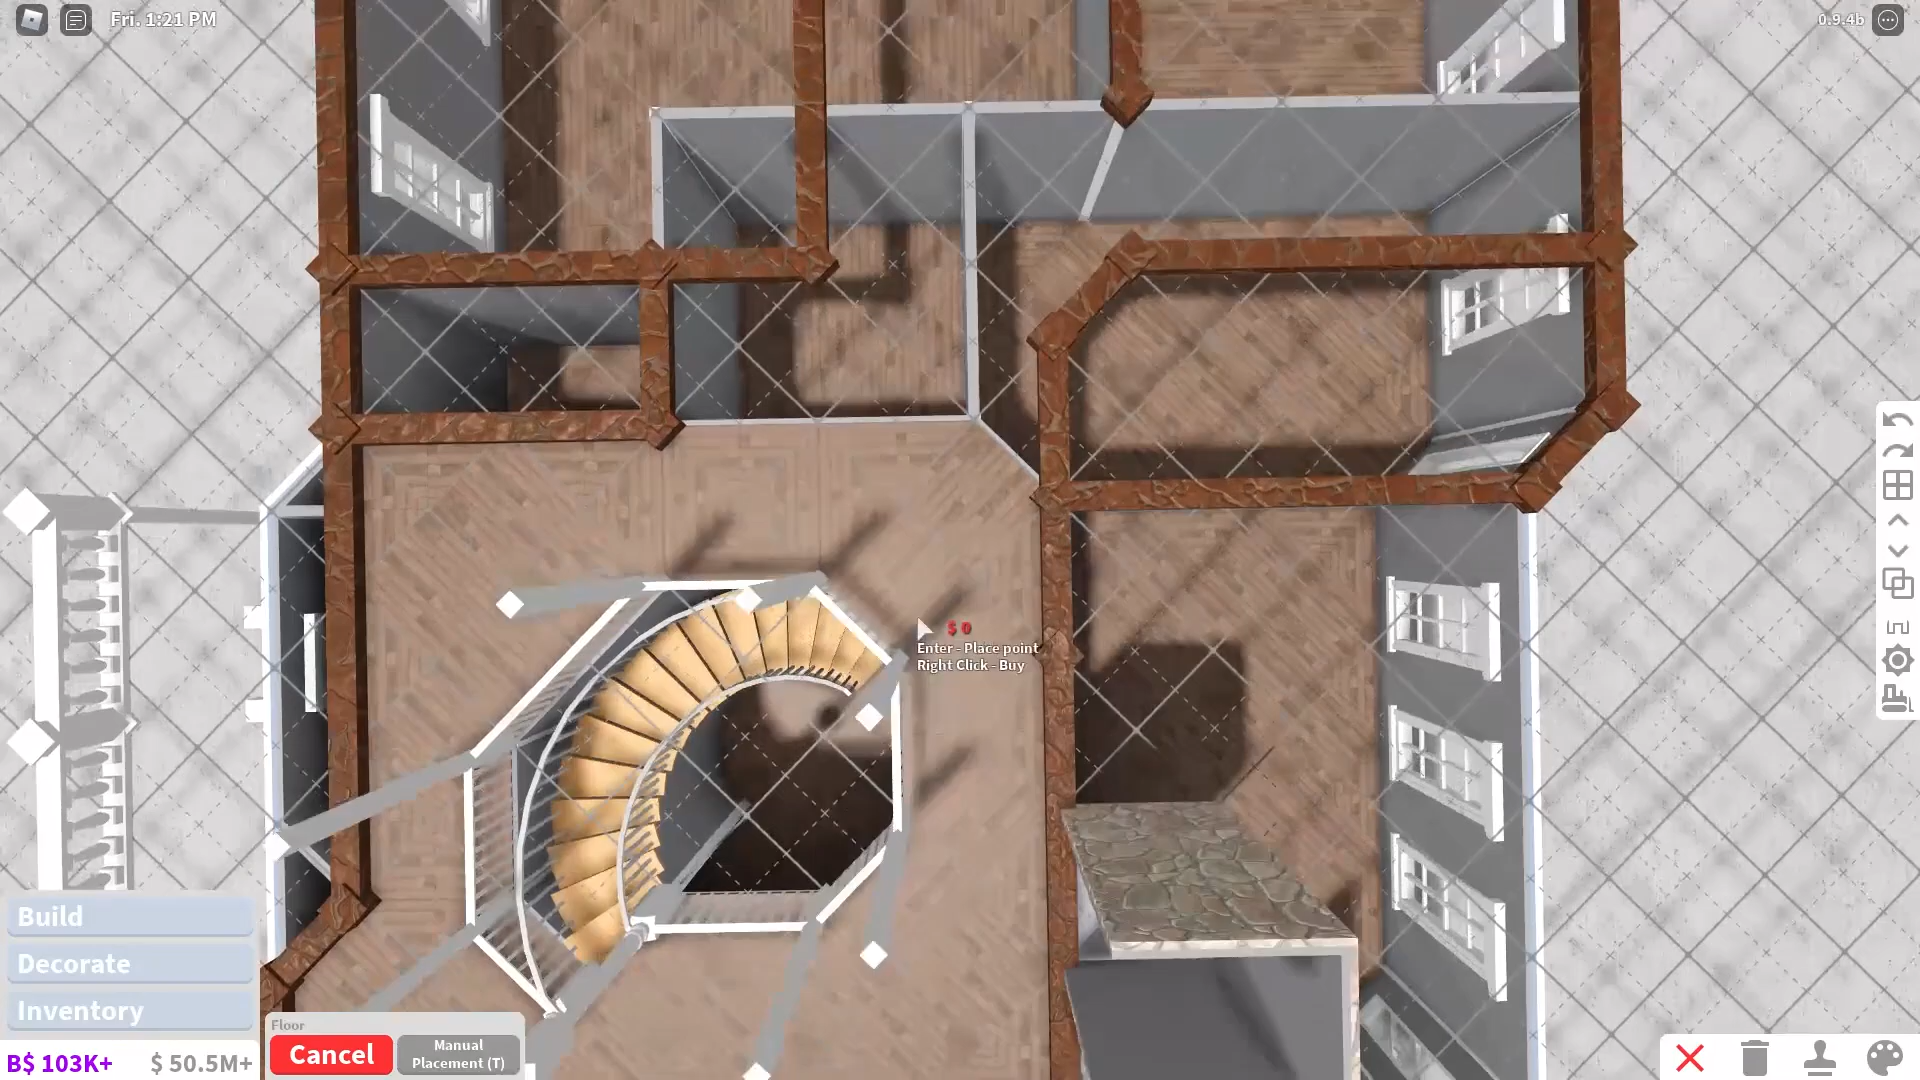 Fri. 1:21 PM
0.9.4b
$ 0
Enter - Place point
Right Click - Buy
Build
Decorate
Inventory
Floor
Cancel
Manual
Placement (T)
B$ 103K+
$ 50.5M+